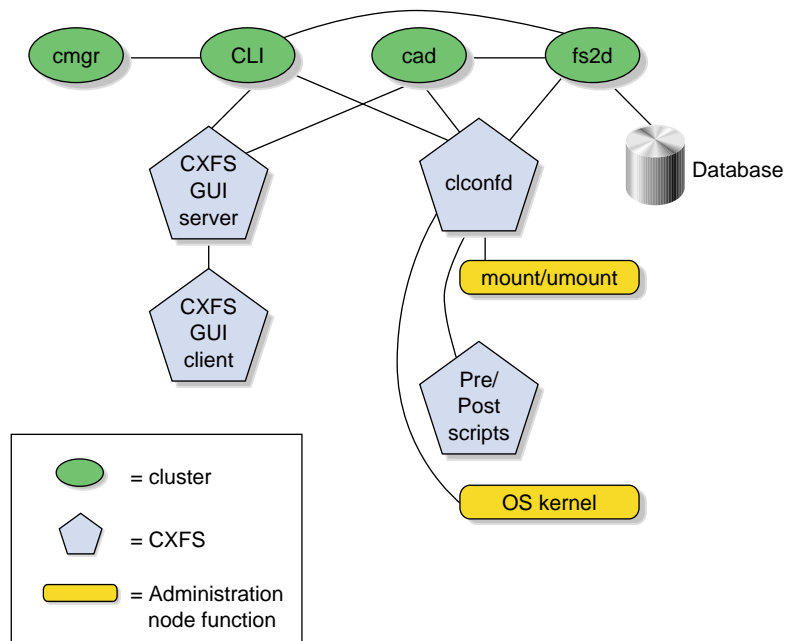 cmgr
CLI
cad
fs2d
CXFS
GUI
server
clconfd
Database
mount/umount
CXFS
GUI
client
Pre/
Post
scripts
OS kernel
= cluster
= CXFS
= Administration
node function